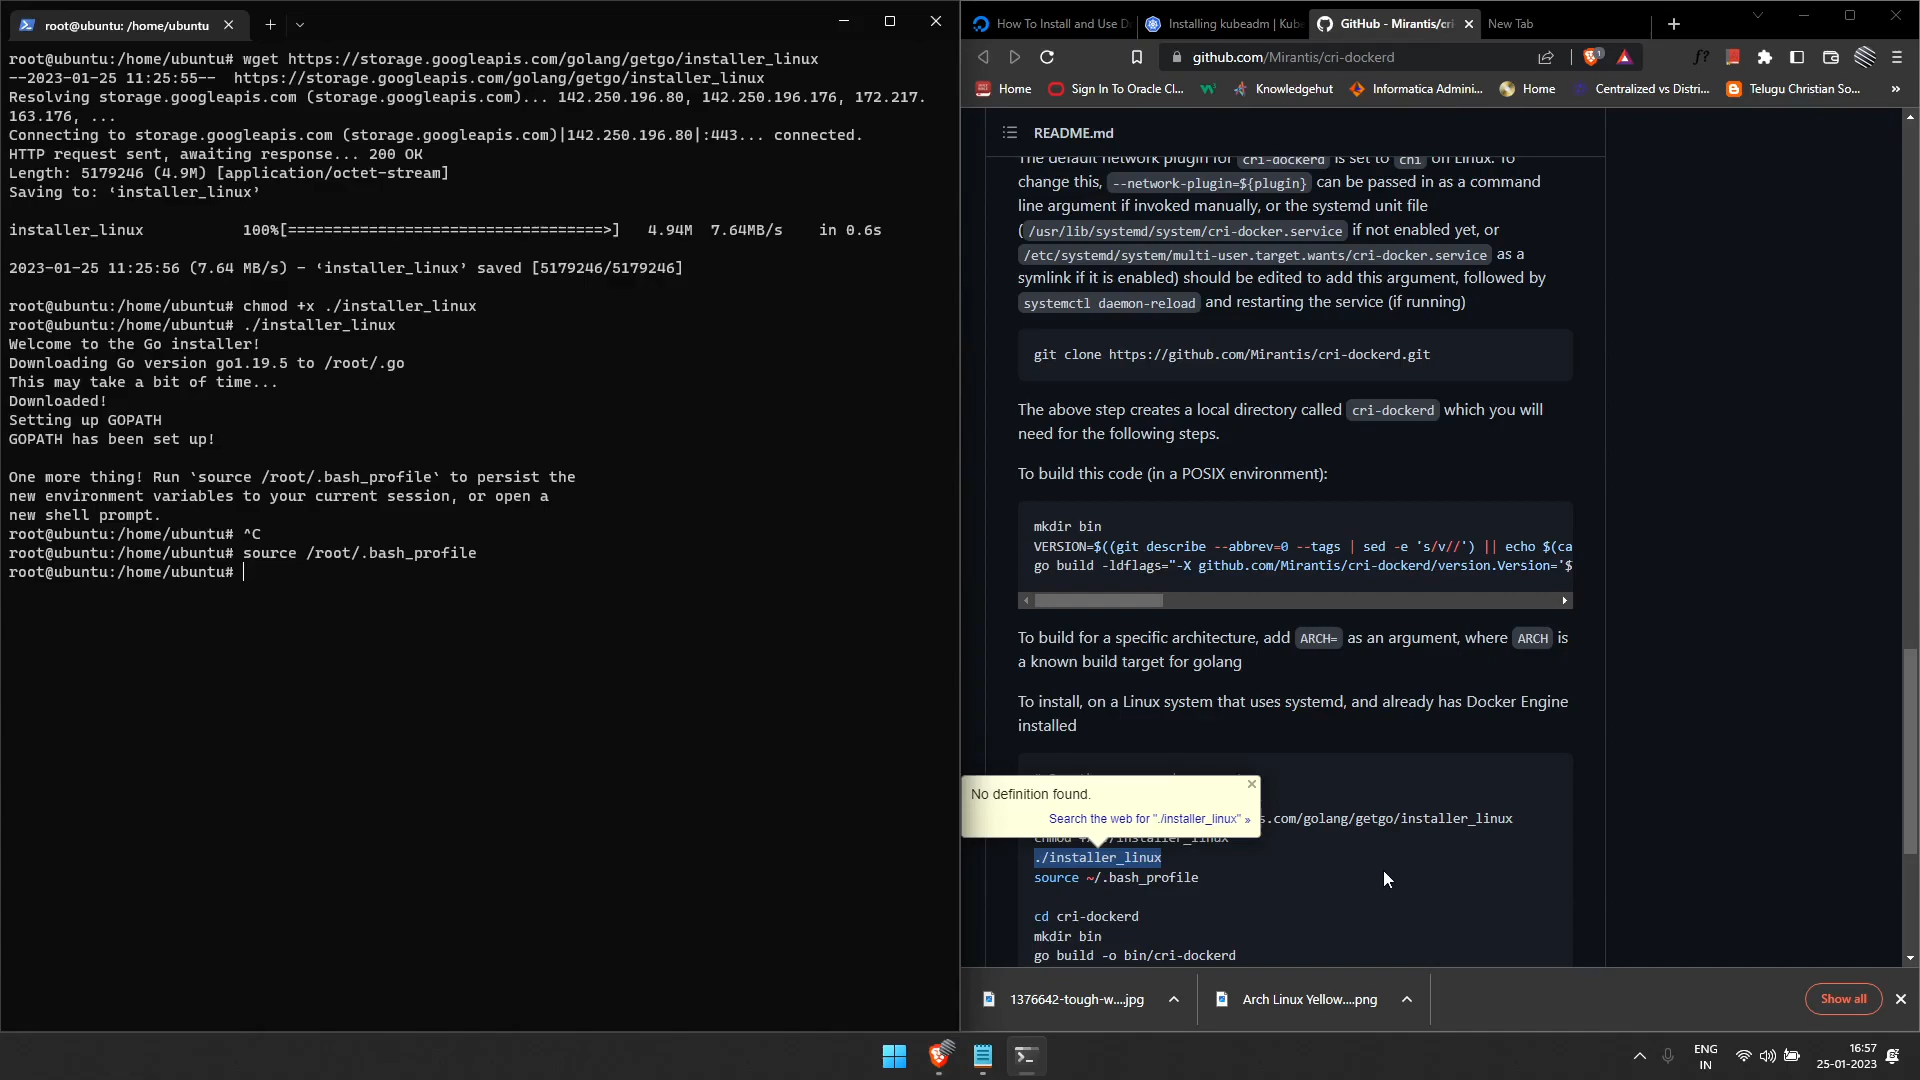 root@ubuntu: /home/ubuntu
root@ubuntu:/home/ubuntu# wget https://storage.googleapis.com/golang/getgo/installer_linux
--2023-01-25 11:25:55--  https://storage.googleapis.com/golang/getgo/installer_linux
Resolving storage.googleapis.com (storage.googleapis.com)... 142.250.196.80, 142.250.196.176, 172.217.
163.176, ...
Connecting to storage.googleapis.com (storage.googleapis.com)|142.250.196.80|:443... connected.
HTTP request sent, awaiting response... 200 OK
Length: 5179246 (4.9M) [application/octet-stream]
Saving to: ‘installer_linux’
installer_linux           100%[===================================>]   4.94M  7.64MB/s    in 0.6s
2023-01-25 11:25:56 (7.64 MB/s) - ‘installer_linux’ saved [5179246/5179246]
root@ubuntu:/home/ubuntu# chmod +x ./installer_linux
root@ubuntu:/home/ubuntu# ./installer_linux
Welcome to the Go installer!
Downloading Go version go1.19.5 to /root/.go
This may take a bit of time...
Downloaded!
Setting up GOPATH
GOPATH has been set up!
One more thing! Run `source /root/.bash_profile` to persist the
new environment variables to your current session, or open a
new shell prompt.
root@ubuntu:/home/ubuntu# ^C
root@ubuntu:/home/ubuntu# source /root/.bash_profile
root@ubuntu:/home/ubuntu#
How To Install and Use D
Installing kubeadm | Kube
GitHub - Mirantis/cri
New Tab
github.com/Mirantis/cri-dockerd
Home
Sign In To Oracle Cl...
Knowledgehut
Informatica Admini...
Home
Centralized vs Distri...
Telugu Christian So...
README.md
The default network plugin for cri-dockerd is set to cni on Linux. To
change this, --network-plugin=${plugin} can be passed in as a command
line argument if invoked manually, or the systemd unit file
(/usr/lib/systemd/system/cri-docker.service if not enabled yet, or
/etc/systemd/system/multi-user.target.wants/cri-docker.service as a
symlink if it is enabled) should be edited to add this argument, followed by
systemctl daemon-reload and restarting the service (if running)
git clone https://github.com/Mirantis/cri-dockerd.git
The above step creates a local directory called cri-dockerd which you will
need for the following steps.
To build this code (in a POSIX environment):
mkdir bin
VERSION=$((git describe --abbrev=0 --tags | sed -e 's/v//') || echo $(ca
go build -ldflags="-X github.com/Mirantis/cri-dockerd/version.Version='$
To build for a specific architecture, add ARCH= as an argument, where ARCH is
a known build target for golang
To install, on a Linux system that uses systemd, and already has Docker Engine
installed
No definition found.
Search the web for "./installer_linux" »
s.com/golang/getgo/installer_linux
./installer_linux
source ~/.bash_profile
cd cri-dockerd
mkdir bin
go build -o bin/cri-dockerd
1376642-tough-w....jpg
Arch Linux Yellow....png
Show all
ENG
IN
16:57
25-01-2023